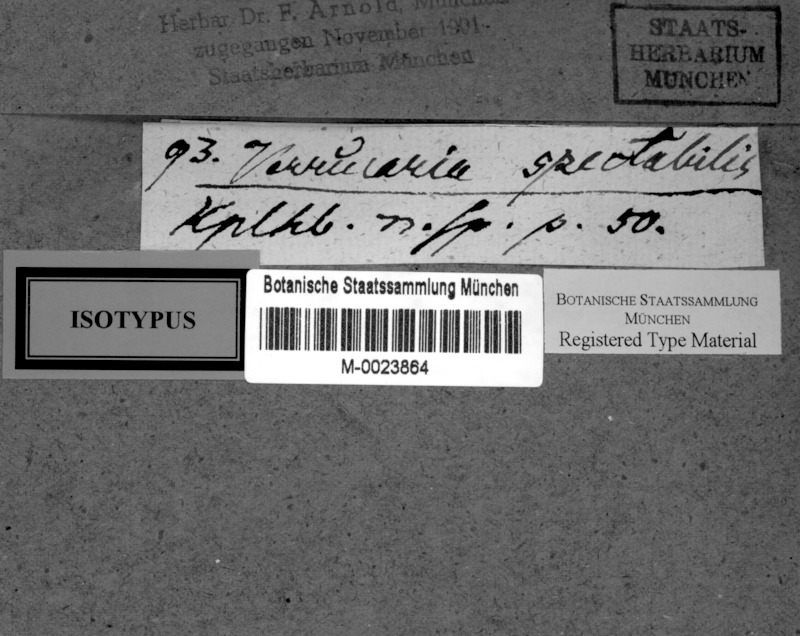 Herbar Dr. F. Arnold, München
zugegangen November 1901.
Staatsherbarium München
STAATS-
HERBARIUM
MÜNCHEN
93. Verrucaria spectabilis
Kplhb. n. sp. p. 50.
ISOTYPUS
Botanische Staatssammlung München
M-0023864
BOTANISCHE STAATSSAMMLUNG
MÜNCHEN
Registered Type Material